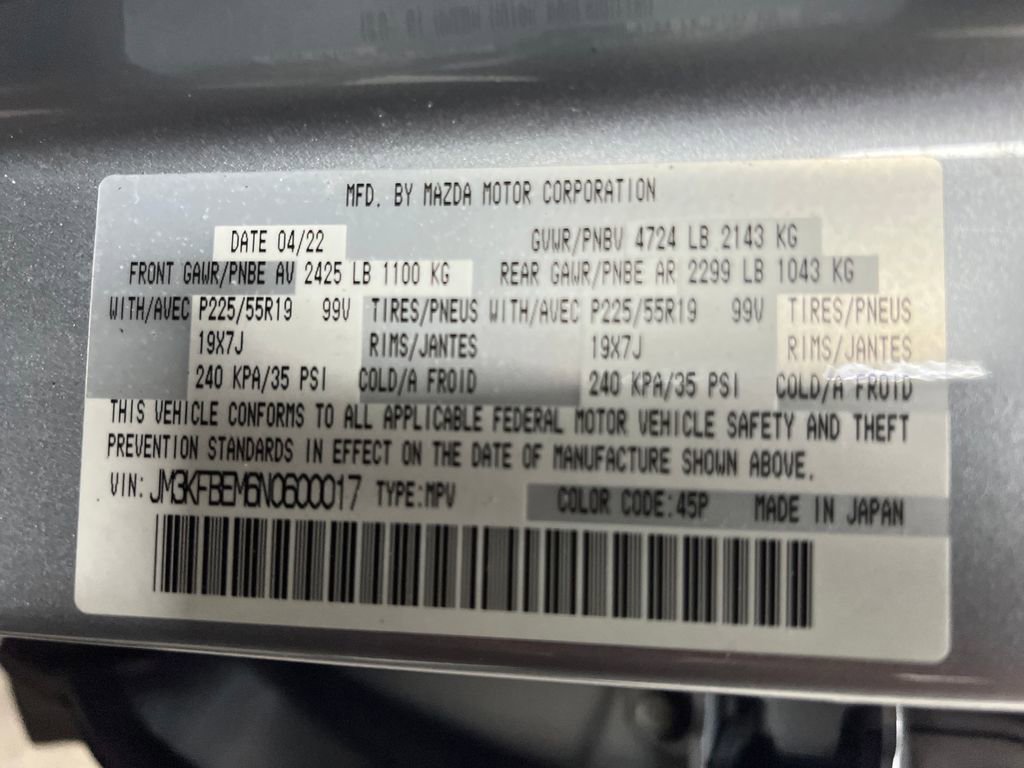 MFD. BY MAZDA MOTOR CORPORATION
DATE 04/22 GVWR/PNBV 4724 LB 2143 KG
FRONT GAWR/PNBE AV 2425 LB 1100 KG REAR GAWR/PNBE AR 2299 LB 1043 KG
WITH/AVEC P225/55R19 99V TIRES/PNEUS WITH/AVEC P225/55R19 99V TIRES/PNEUS
19X7J RIMS/JANTES 19X7J RIMS/JANTES
240 KPA/35 PSI COLD/A FROID 240 KPA/35 PSI COLD/A FROID
THIS VEHICLE CONFORMS TO ALL APPLICABLE FEDERAL MOTOR VEHICLE SAFETY AND THEFT
PREVENTION STANDARDS IN EFFECT ON THE DATE OF MANUFACTURE SHOWN ABOVE.
VIN: JM3KFBEM6N0600017 TYPE:MPV COLOR CODE:45P MADE IN JAPAN